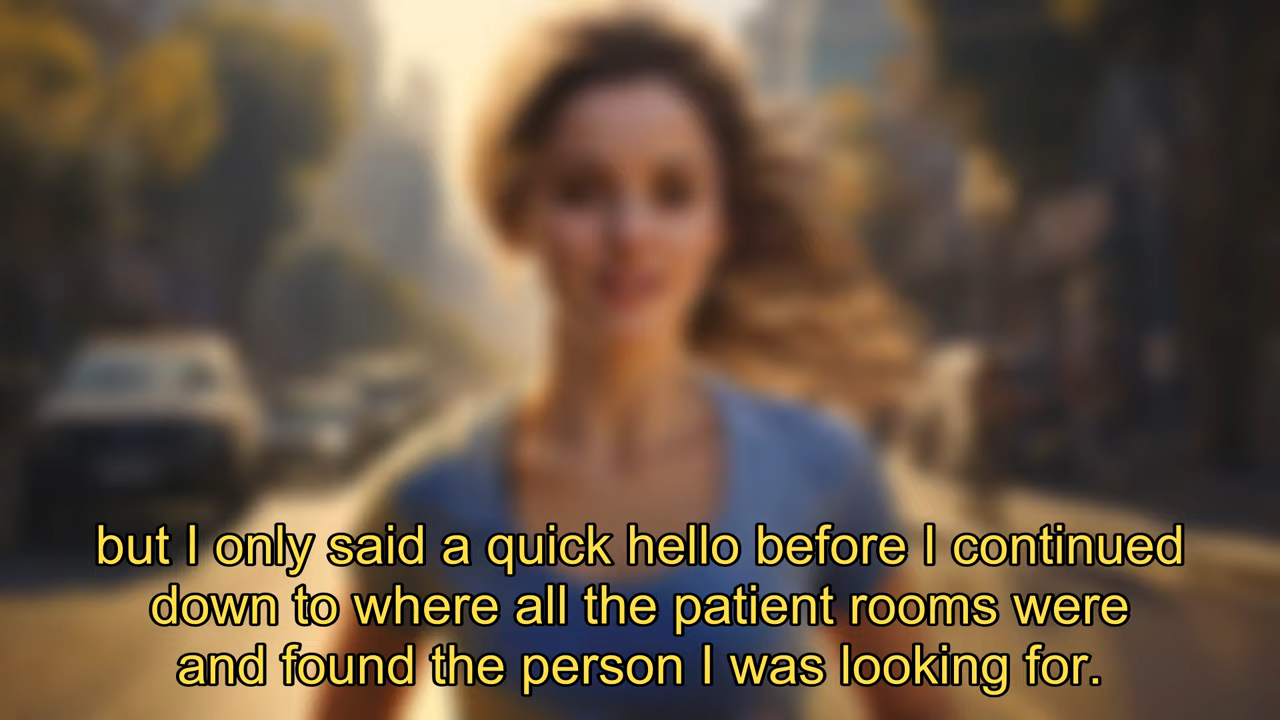 but I only said a quick hello before I continued
down to where all the patient rooms were
and found the person I was looking for.